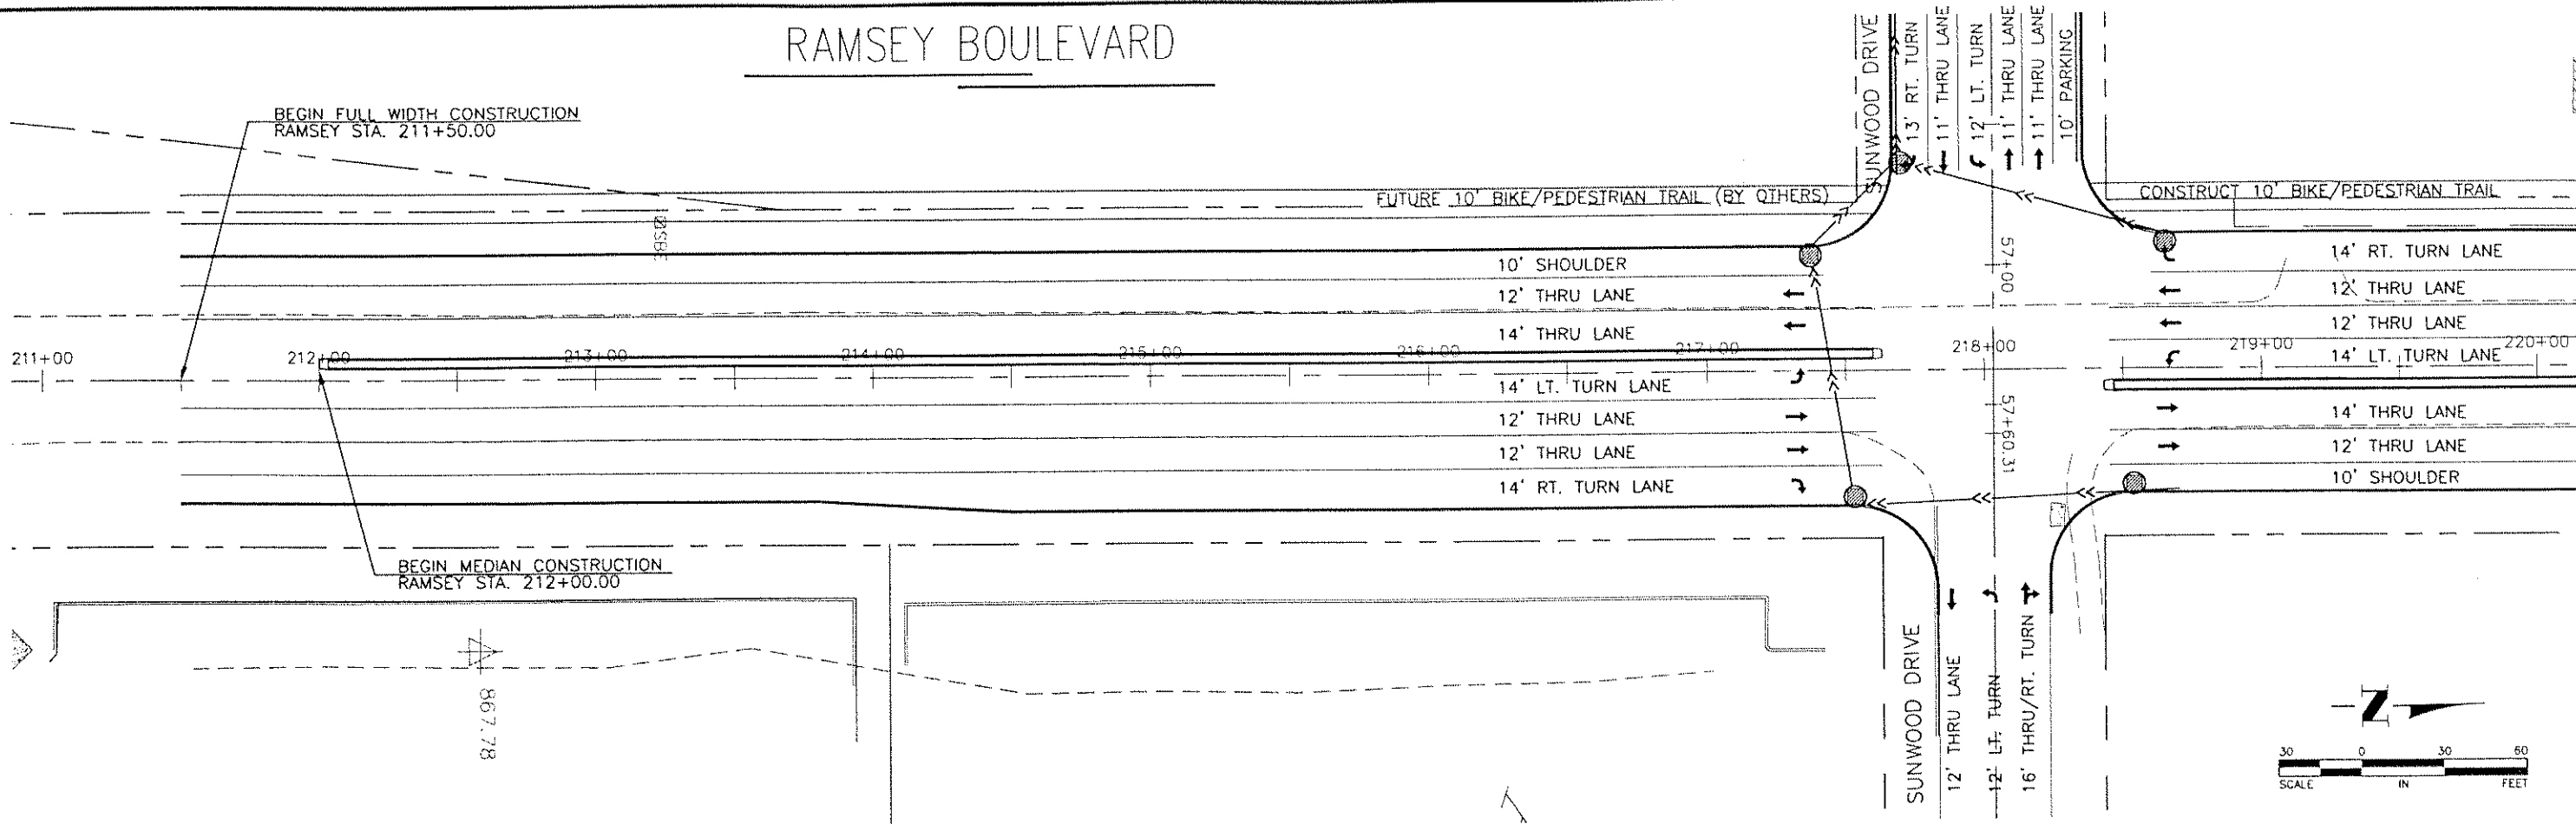 RAMSEY BOULEVARD
BEGIN FULL WIDTH CONSTRUCTION
RAMSEY STA. 211+50.00
SUNWOOD DRIVE
13' RT. TURN
11' THRU LANE
12' LT. TURN
11' THRU LANE
11' THRU LANE
10' PARKING
FUTURE 10' BIKE/PEDESTRIAN TRAIL (BY OTHERS)
CONSTRUCT 10' BIKE/PEDESTRIAN TRAIL
10' SHOULDER
12' THRU LANE
14' THRU LANE
57+00
14' RT. TURN LANE
12' THRU LANE
12' THRU LANE
14' LT. TURN LANE
211+00
212+00
213+00
214+00
215+00
216+00
217+00
218+00
219+00
220+00
14' LT. TURN LANE
12' THRU LANE
12' THRU LANE
14' RT. TURN LANE
57+60.31
14' THRU LANE
12' THRU LANE
10' SHOULDER
BEGIN MEDIAN CONSTRUCTION
RAMSEY STA. 212+00.00
867.78
SUNWOOD DRIVE
12' THRU LANE
12' LT. TURN
16' THRU/RT. TURN
N
30 0 30 60
SCALE IN FEET